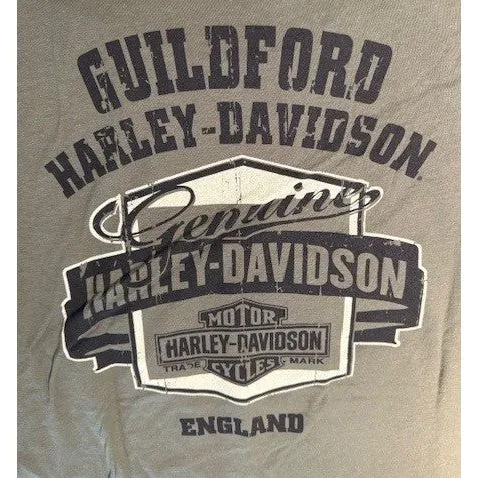 GUILDFORD
HARLEY-DAVIDSON
Genuine
HARLEY-DAVIDSON
MOTOR
HARLEY-DAVIDSON
TRADE MARK
CYCLES
ENGLAND